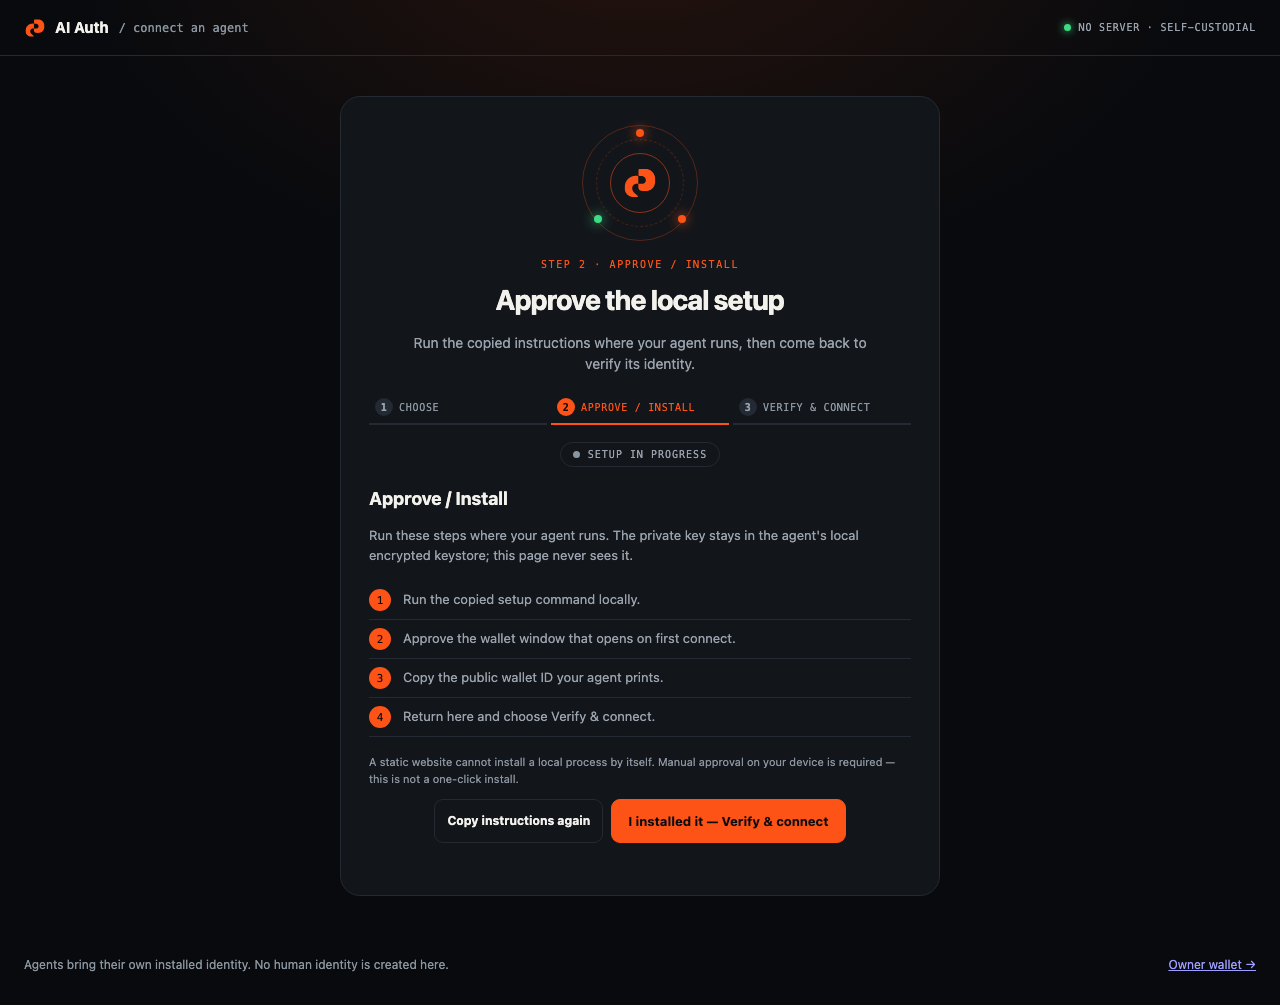 AI Auth / connect an agent
NO SERVER · SELF-CUSTODIAL
STEP 2 · APPROVE / INSTALL
Approve the local setup
Run the copied instructions where your agent runs, then come back to
verify its identity.
1 CHOOSE
2 APPROVE / INSTALL
3 VERIFY & CONNECT
SETUP IN PROGRESS
Approve / Install
Run these steps where your agent runs. The private key stays in the agent's local
encrypted keystore; this page never sees it.
1 Run the copied setup command locally.
2 Approve the wallet window that opens on first connect.
3 Copy the public wallet ID your agent prints.
4 Return here and choose Verify & connect.
A static website cannot install a local process by itself. Manual approval on your device is required —
this is not a one-click install.
Copy instructions again
I installed it — Verify & connect
Agents bring their own installed identity. No human identity is created here.
Owner wallet →